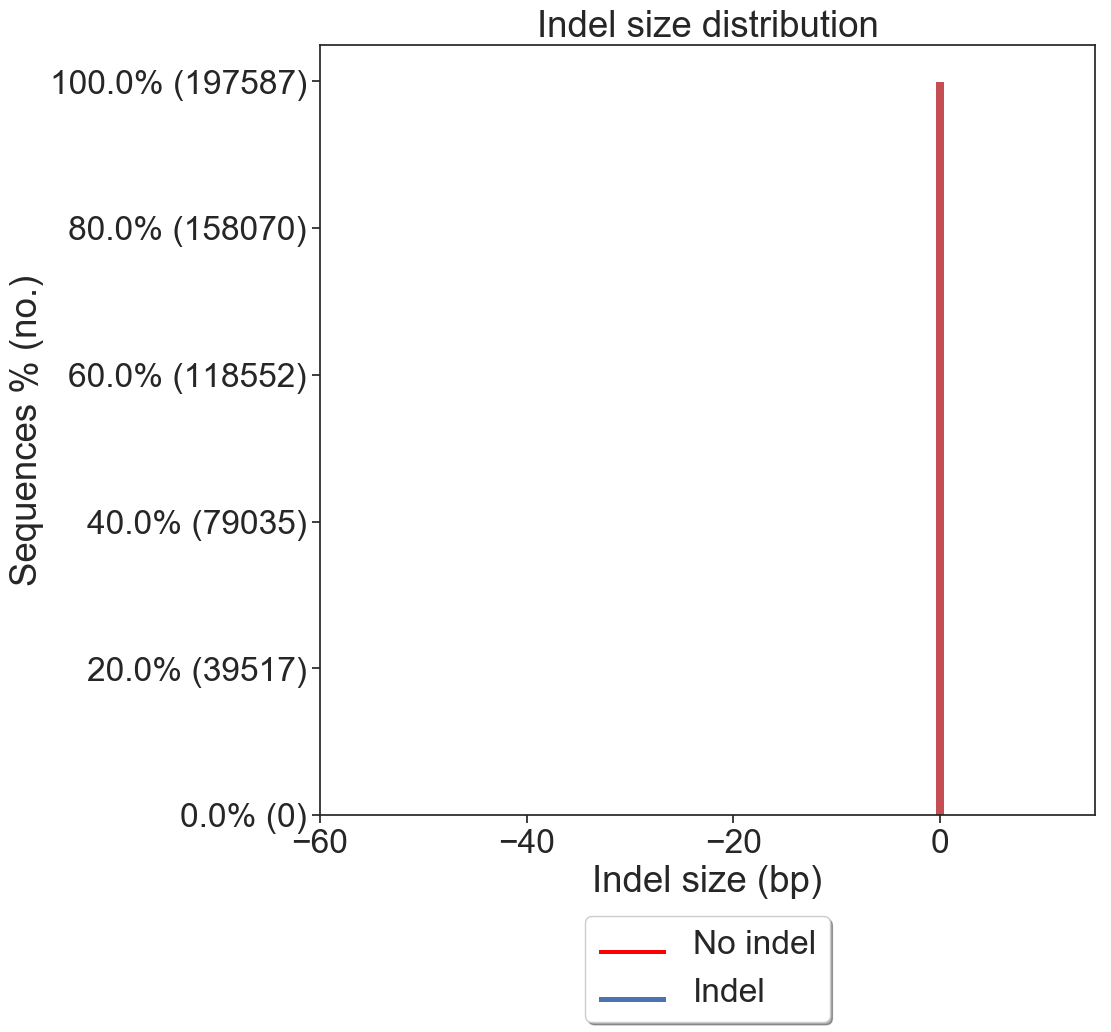 Indel size distribution
Sequences % (no.)
100.0% (197587)
80.0% (158070)
60.0% (118552)
40.0% (79035)
20.0% (39517)
0.0% (0)
−60 −40 −20 0
Indel size (bp)
No indel
Indel